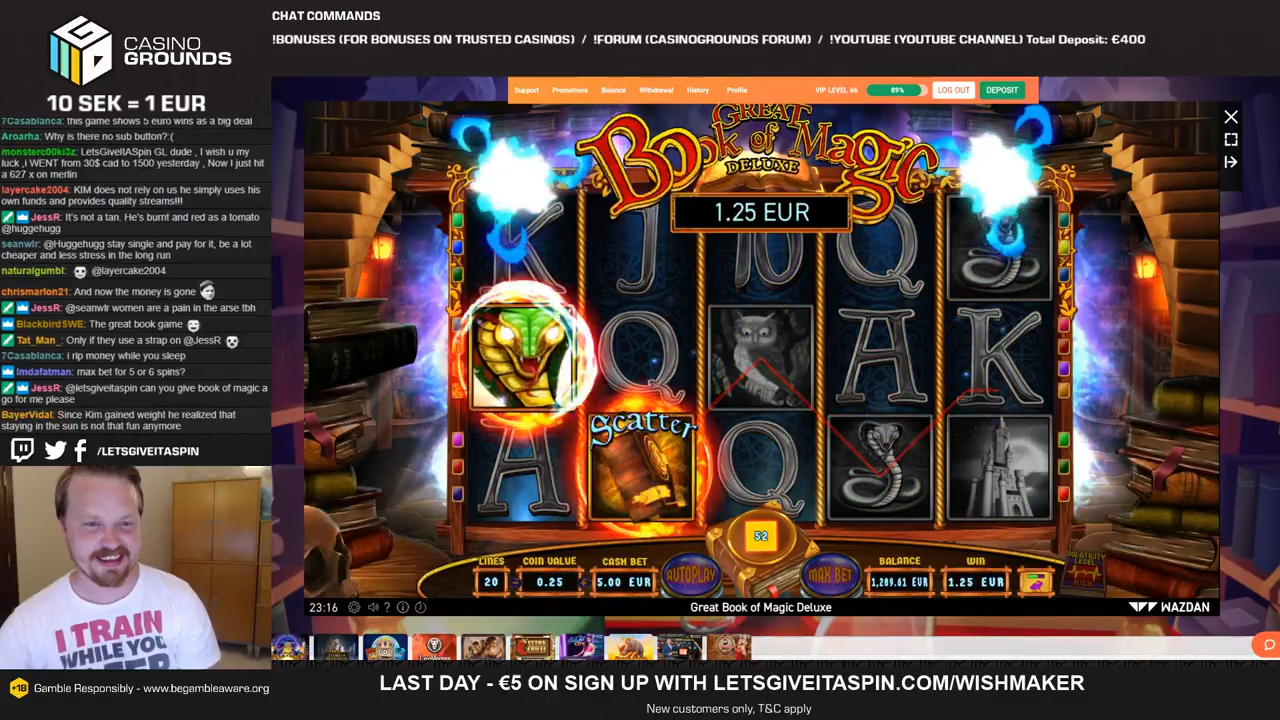 CHAT COMMANDS
!BONUSES (FOR BONUSES ON TRUSTED CASINOS) / !FORUM (CASINOGROUNDS FORUM) / !YOUTUBE (YOUTUBE CHANNEL) Total Deposit: €400
CASINO
GROUNDS
10 SEK = 1 EUR
7Casablanca: this game shows 5 euro wins as a big deal
Aroarha: Why is there no sub button?:(
monsterc00ki3z: LetsGiveItASpin GL dude , I wish u my
luck ,i WENT from 30$ cad to 1500 yesterday , Now I just hit
a 627 x on merlin
layercake2004: KIM does not rely on us he simply uses his
own funds and provides quality streams!!!
JessR: It's not a tan. He's burnt and red as a tomato
@huggehugg
seanwlr: @Huggehugg stay single and pay for it, be a lot
cheaper and less stress in the long run
naturalgumbl: @layercake2004
chrismarlon21: And now the money is gone
JessR: @seanwlr women are a pain in the arse tbh
BlackbirdSWE: The great book game
Tat_Man_: Only if they use a strap on @JessR
7Casablanca: i rip money while you sleep
Imdafatman: max bet for 5 or 6 spins?
JessR: @letsgiveitaspin can you give book of magic a
go for me please
BayerVidal: Since Kim gained weight he realized that
staying in the sun is not that fun anymore
/LETSGIVEITASPIN
Support Promotions Balance Withdrawal History Profile VIP LEVEL 66 89% LOG OUT DEPOSIT
GREAT
Book of Magic
DELUXE
1.25 EUR
K J 10 Q
Q A K
Scatter
A Q
52
LINES COIN VALUE CASH BET BALANCE WIN
20 0.25 5.00 EUR AUTOPLAY MAX BET 1,289.61 EUR 1.25 EUR
VOLATILITY
LEVEL
HIGH
23:16 Great Book of Magic Deluxe WAZDAN
I TRAIN
WHILE YOU
+18 Gamble Responsibly - www.begambleaware.org
LAST DAY - €5 ON SIGN UP WITH LETSGIVEITASPIN.COM/WISHMAKER
New customers only, T&C apply